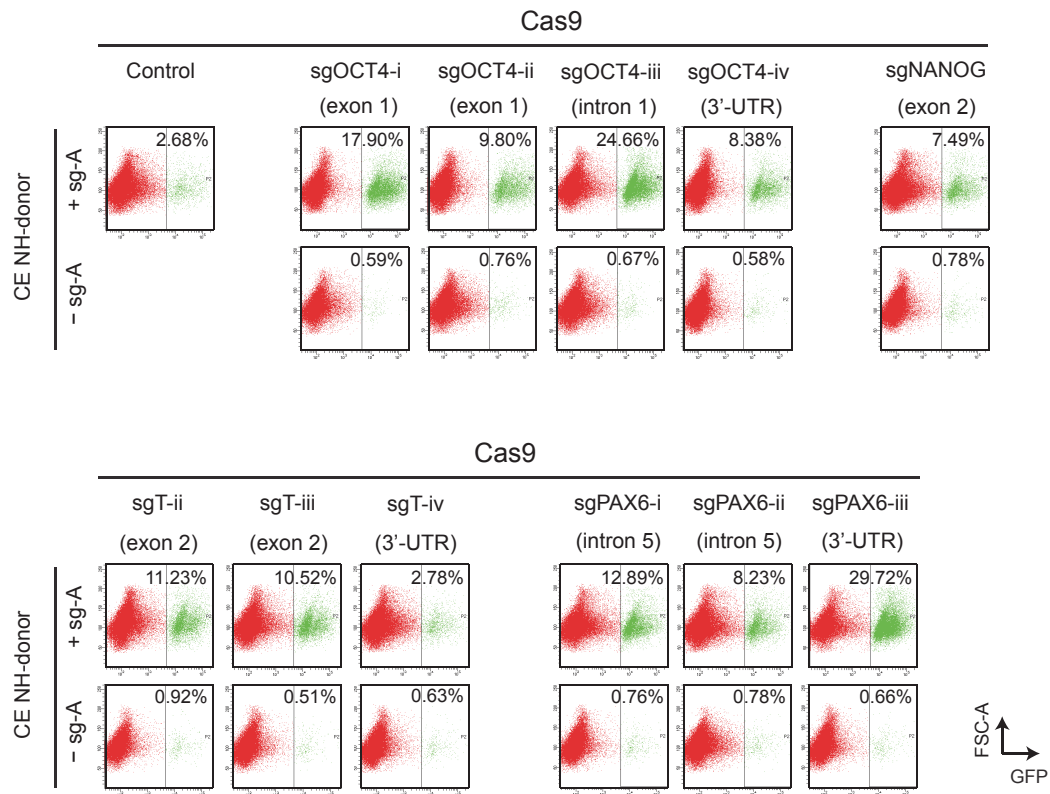 Cas9
Control sgOCT4-i sgOCT4-ii sgOCT4-iii sgOCT4-iv sgNANOG
(exon 1) (exon 1) (intron 1) (3'-UTR) (exon 2)
CE NH-donor
+ sg-A
2.68% 17.90% 9.80% 24.66% 8.38% 7.49%
− sg-A
0.59% 0.76% 0.67% 0.58% 0.78%
Cas9
sgT-ii sgT-iii sgT-iv sgPAX6-i sgPAX6-ii sgPAX6-iii
(exon 2) (exon 2) (3'-UTR) (intron 5) (intron 5) (3'-UTR)
CE NH-donor
+ sg-A
11.23% 10.52% 2.78% 12.89% 8.23% 29.72%
− sg-A
0.92% 0.51% 0.63% 0.76% 0.78% 0.66%
FSC-A
GFP